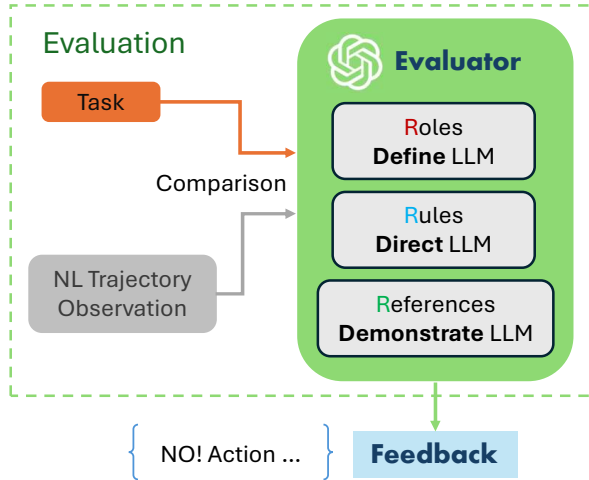 Evaluation
Evaluator
Task
Roles
Define LLM
Comparison
Rules
Direct LLM
NL Trajectory
Observation
References
Demonstrate LLM
NO! Action ...
Feedback